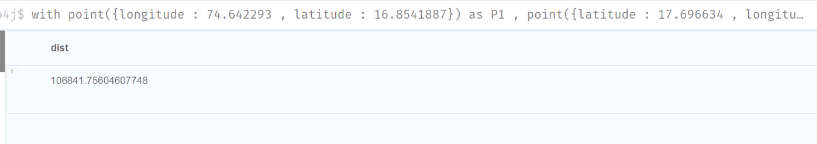 o4j$ with point({longitude : 74.642293 , latitude : 16.8541887}) as P1 , point({latitude : 17.696634 , longitu…
dist
1
106841.75604607748